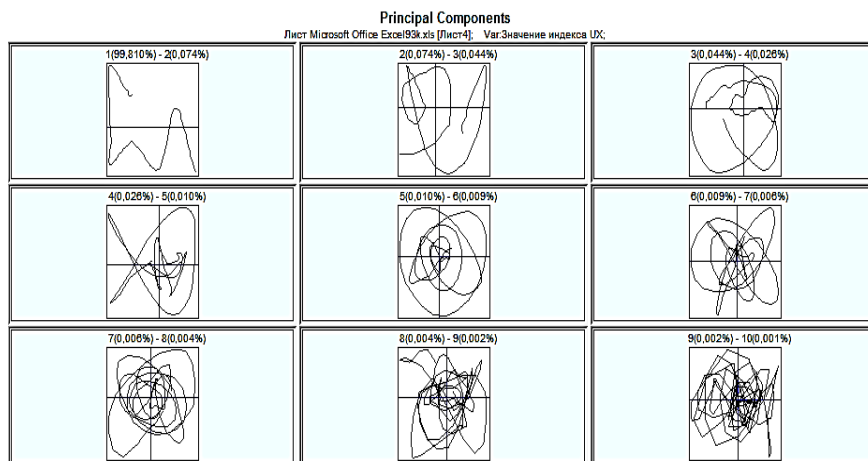 Principal Components
Лист Microsoft Office Excel93k.xls [Лист4]; Var:Значение индекса UX;
1(99,810%) - 2(0,074%)
2(0,074%) - 3(0,044%)
3(0,044%) - 4(0,026%)
4(0,026%) - 5(0,010%)
5(0,010%) - 6(0,009%)
6(0,009%) - 7(0,006%)
7(0,006%) - 8(0,004%)
8(0,004%) - 9(0,002%)
9(0,002%) - 10(0,001%)